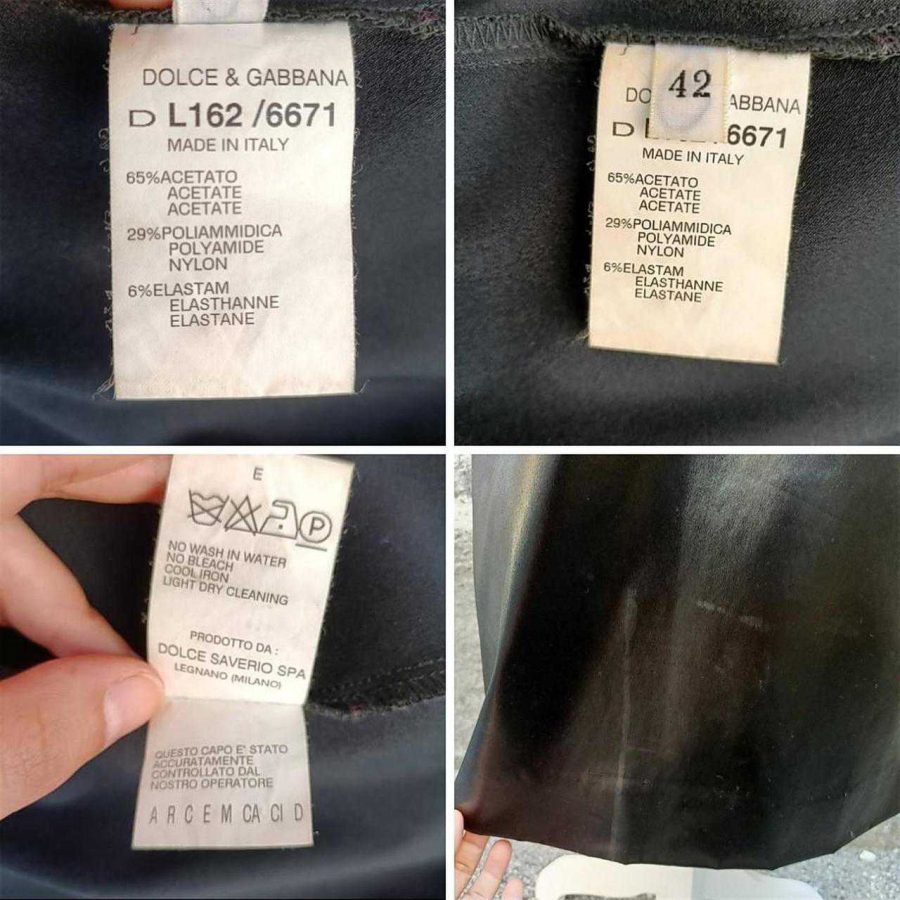 DOLCE & GABBANA
D L162 /6671
MADE IN ITALY
65%ACETATO
ACETATE
ACETATE
29%POLIAMMIDICA
POLYAMIDE
NYLON
6%ELASTAM
ELASTHANNE
ELASTANE
42
DO ABBANA
D 6671
MADE IN ITALY
65%ACETATO
ACETATE
ACETATE
29%POLIAMMIDICA
POLYAMIDE
NYLON
6%ELASTAM
ELASTHANNE
ELASTANE
E
P
NO WASH IN WATER
NO BLEACH
COOL IRON
LIGHT DRY CLEANING
PRODOTTO DA :
DOLCE SAVERIO SPA
LEGNANO (MILANO)
QUESTO CAPO E' STATO
ACCURATAMENTE
CONTROLLATO DAL
NOSTRO OPERATORE
A R C E M CA CI D